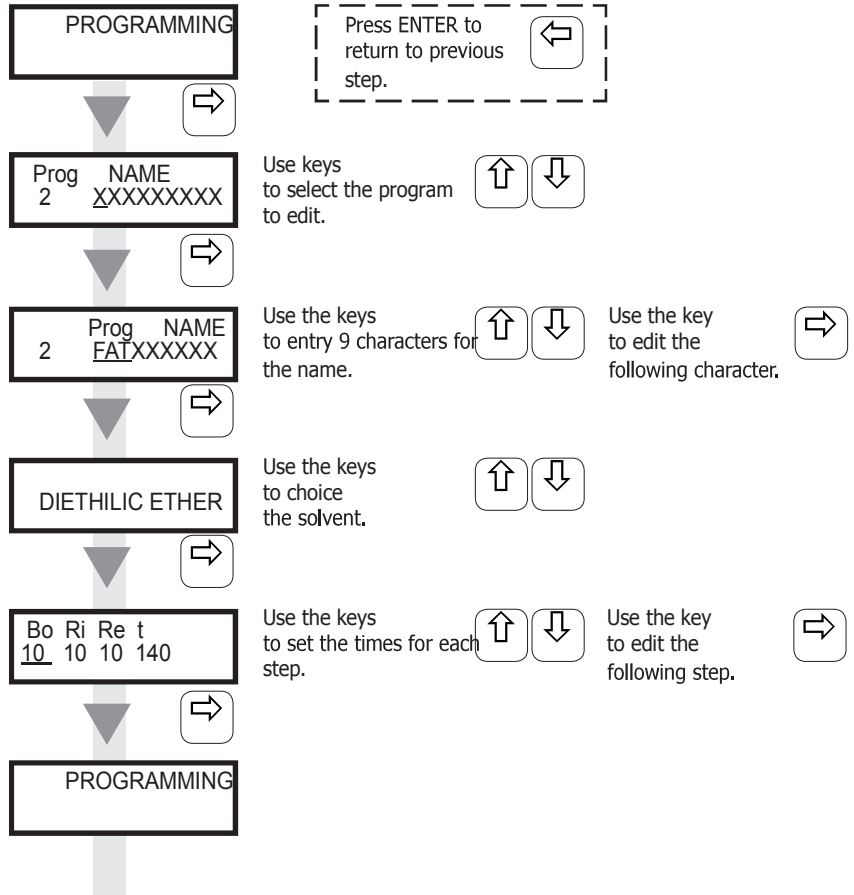 PROGRAMMING
Press ENTER to
return to previous
step.
Prog NAME
2 XXXXXXXXX
Use keys
to select the program
to edit.
Prog NAME
2 FATXXXXXX
Use the keys
to entry 9 characters for
the name.
Use the key
to edit the
following character.
DIETHILIC ETHER
Use the keys
to choice
the solvent.
Bo Ri Re t
10 10 10 140
Use the keys
to set the times for each
step.
Use the key
to edit the
following step.
PROGRAMMING